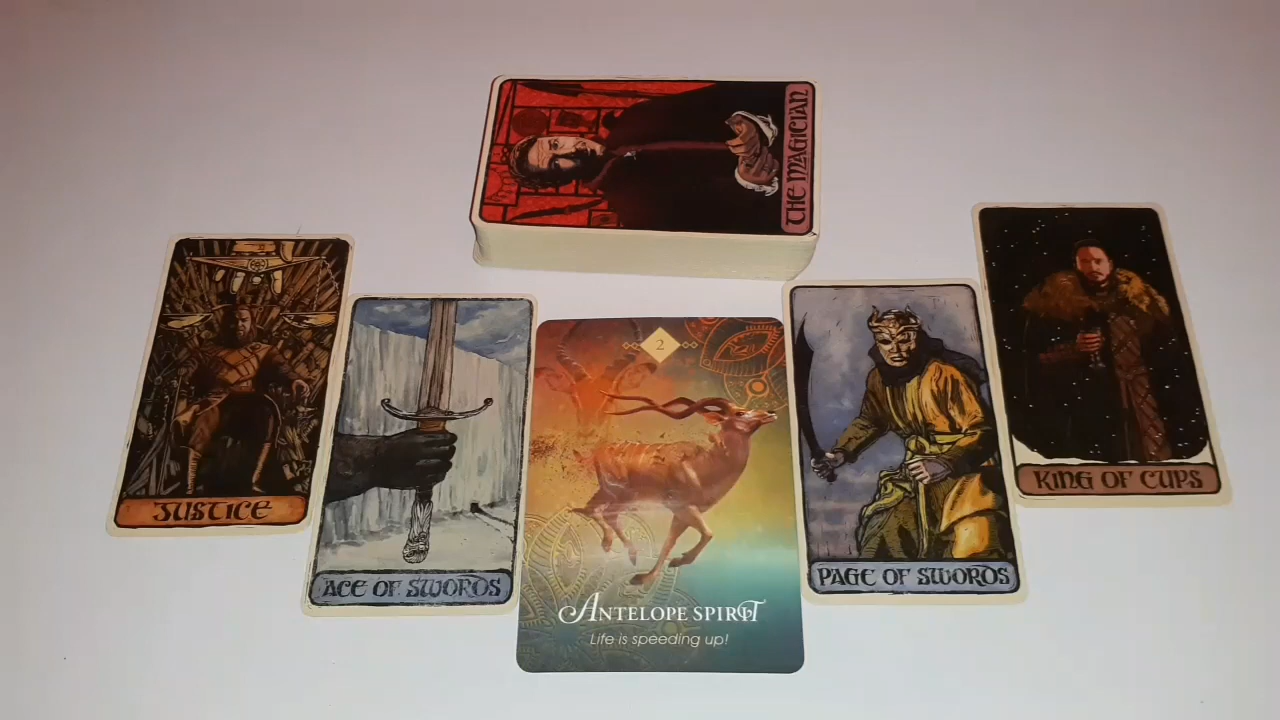 THE MAGICIAN
JUSTICE
ACE OF SWORDS
2
ANTELOPE SPIRIT
Life is speeding up!
PAGE OF SWORDS
KING OF CUPS